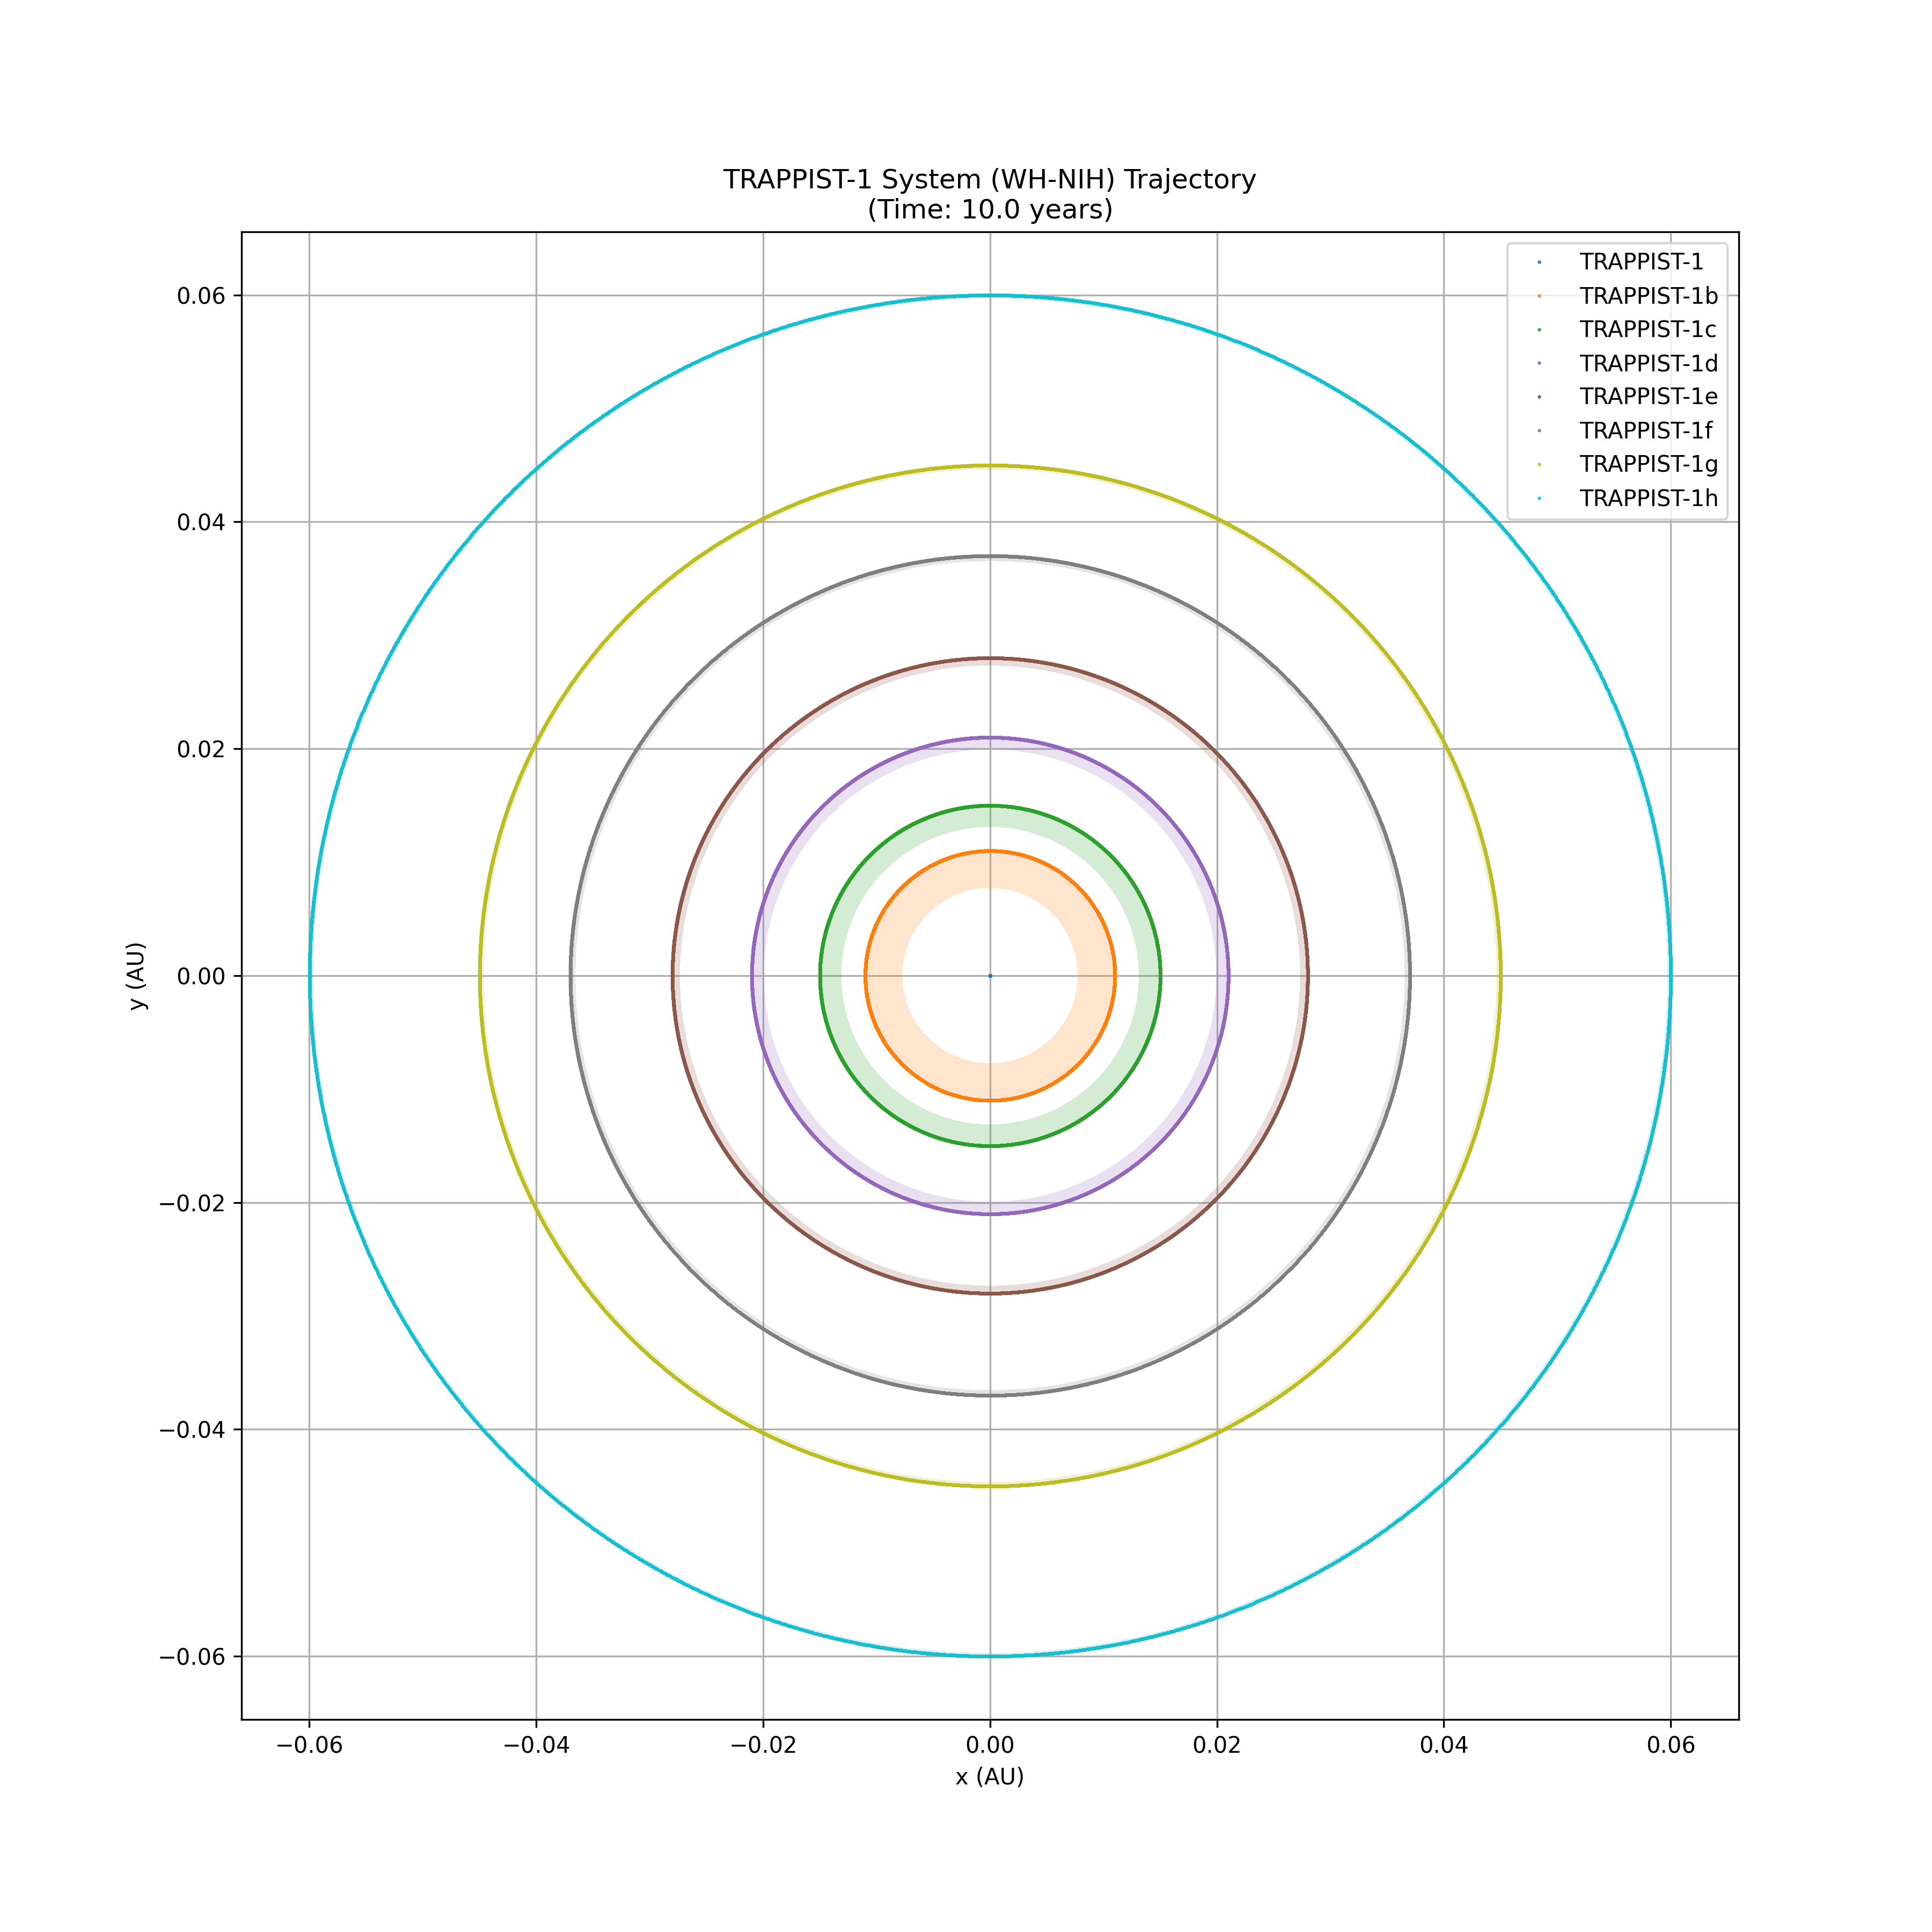 TRAPPIST-1 System (WH-NIH) Trajectory
(Time: 10.0 years)
TRAPPIST-1
TRAPPIST-1b
TRAPPIST-1c
TRAPPIST-1d
TRAPPIST-1e
TRAPPIST-1f
TRAPPIST-1g
TRAPPIST-1h
y (AU)
0.06
0.04
0.02
0.00
−0.02
−0.04
−0.06
−0.06 −0.04 −0.02 0.00 0.02 0.04 0.06
x (AU)